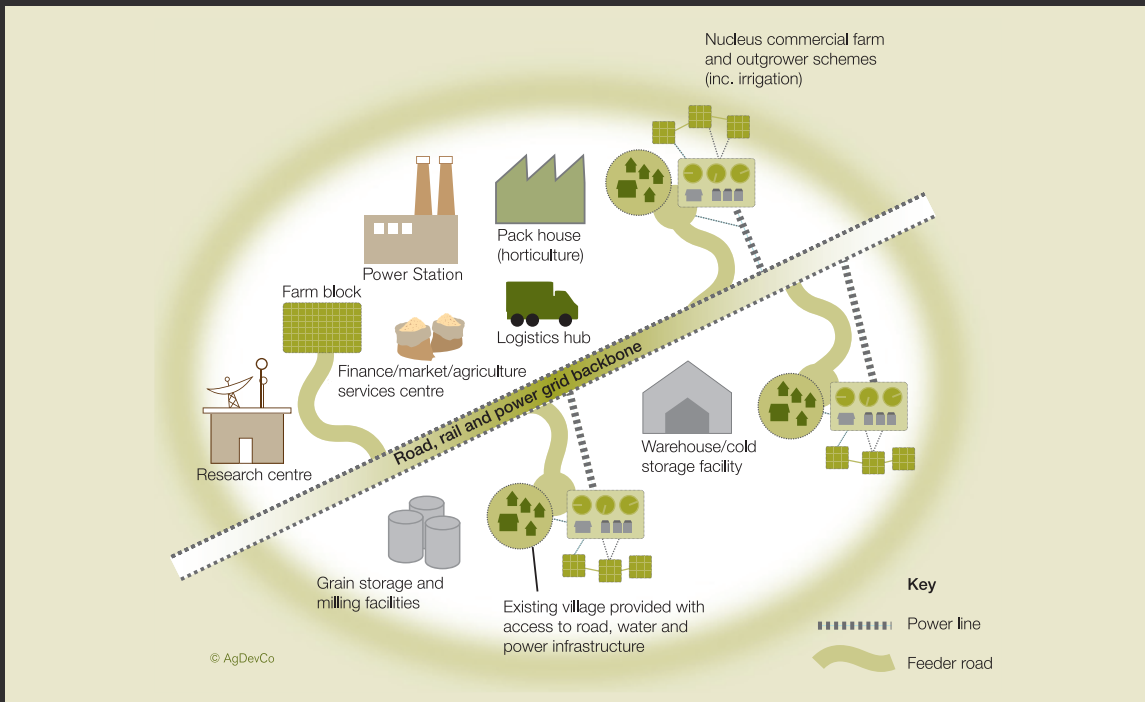 Nucleus commercial farm
and outgrower schemes
(inc. irrigation)
Pack house
(horticulture)
Power Station
Farm block
Logistics hub
Finance/market/agriculture
services centre
Road, rail and power grid backbone
Warehouse/cold
storage facility
Research centre
Grain storage and
milling facilities
Existing village provided with
access to road, water and
power infrastructure
Key
Power line
Feeder road
© AgDevCo